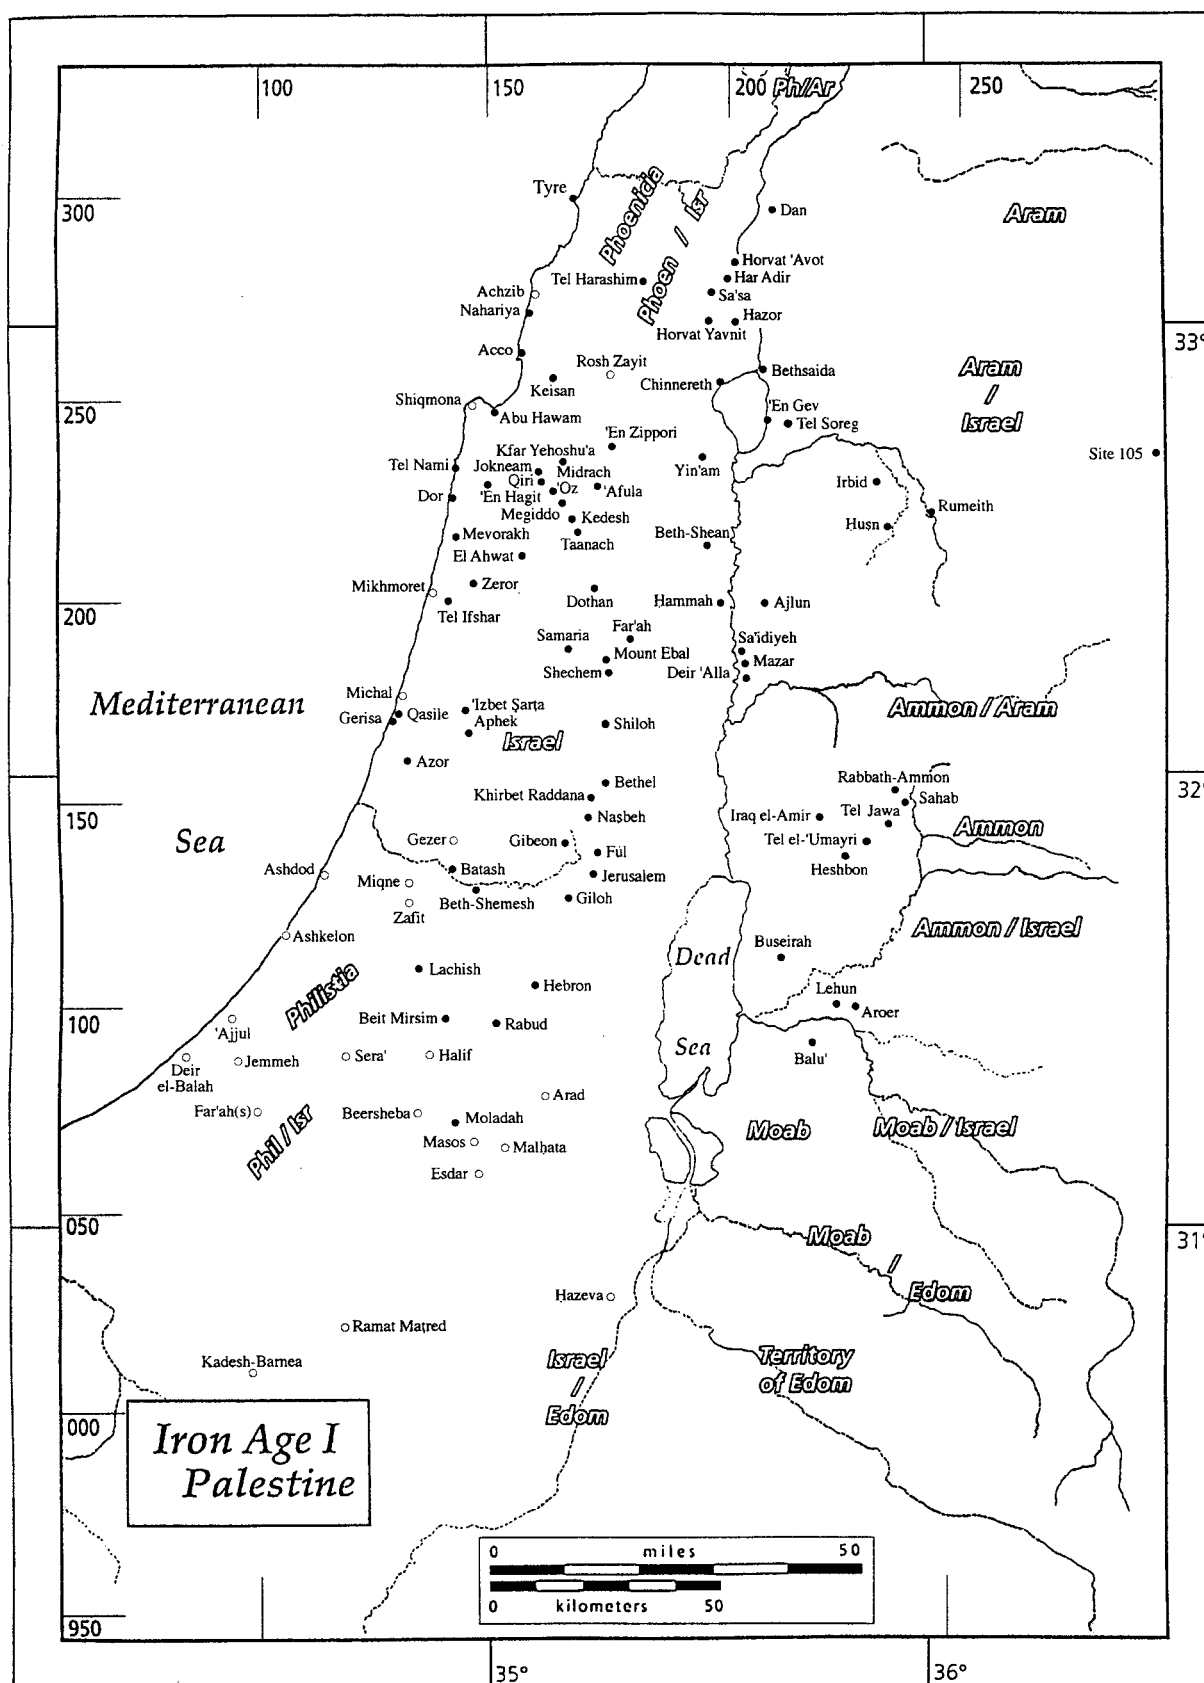 100
150
200
Ph/Ar
250
Tyre
300
Phoenicia
Phoen / Isr
Dan
Aram
Horvat 'Avot
Tel Harashim
Har Adir
Achzib
Sa'sa
Nahariya
Horvat Yavnit
Hazor
33°
Acco
Rosh Zayit
Bethsaida
Aram
/
Israel
Keisan
Chinnereth
Shiqmona
250
Abu Hawam
'En Gev
Tel Soreg
'En Zippori
Kfar Yehoshu'a
Site 105
Tel Nami
Jokneam
Midrach
Yin'am
Qiri
'Oz
'Afula
Irbid
Dor
'En Hagit
Megiddo
Kedesh
Rumeith
Ḥuṣn
Mevorakh
Taanach
Beth-Shean
El Ahwat
Mikhmoret
Zeror
Dothan
Ḥammah
Ajlun
200
Tel Ifshar
Far'ah
Samaria
Sa'idiyeh
Mount Ebal
Mazar
Shechem
Deir 'Alla
Michal
Mediterranean
'Izbet Ṣarṭa
Ammon / Aram
Gerisa
Qasile
Aphek
Shiloh
Israel
Azor
Bethel
Rabbath-Ammon
32°
Khirbet Raddana
Sahab
150
Naṣbeh
Iraq el-Amir
Tel Jawa
Ammon
Sea
Gezer
Gibeon
Tel el-'Umayri
Fûl
Heshbon
Ashdod
Batash
Miqne
Jerusalem
Beth-Shemesh
Giloh
Zafit
Ammon / Israel
Ashkelon
Buseirah
Dead
Lachish
Philistia
Hebron
Lehun
100
'Ajjul
Beit Mirsim
Rabud
Aroer
Sea
Deir
el-Balah
Jemmeh
Sera'
Halif
Balu'
Arad
Far'ah(s)
Beersheba
Moladah
Phil / Isr
Moab
Moab / Israel
Masos
Malḥata
Esdar
050
Moab
/
Edom
31°
Ḥazeva
Ramat Maṭred
Israel
/
Edom
Territory
of Edom
Kadesh-Barnea
000
Iron Age I
Palestine
0 miles 50
0 kilometers 50
950
35°
36°